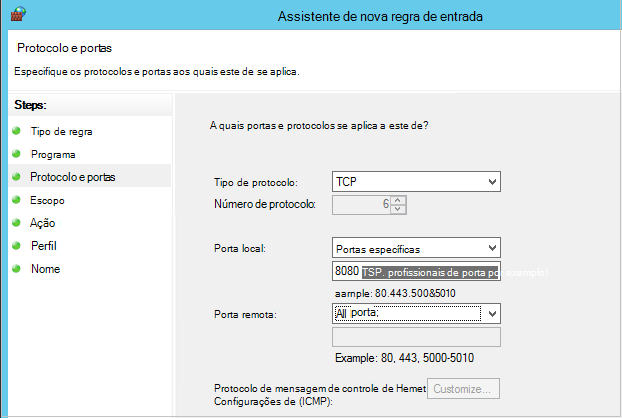 Assistente de nova regra de entrada
Protocolo e portas
Especifique os protocolos e portas aos quais este de se aplica.
Steps:
Tipo de regra
Programa
Protocolo e portas
Escopo
Ação
Perfil
Nome
A quais portas e protocolos se aplica a este de?
Tipo de protocolo: TCP
Número de protocolo: 6
Porta local: Portas específicas
8080 TSP. profissionais de porta por exemplo)
aarnple: 80.443.500&5010
Porta remota: All porta;
Example: 80, 443, 5000-5010
Protocolo de mensagem de controle de Hemet Customize...
Configurações de (ICMP):